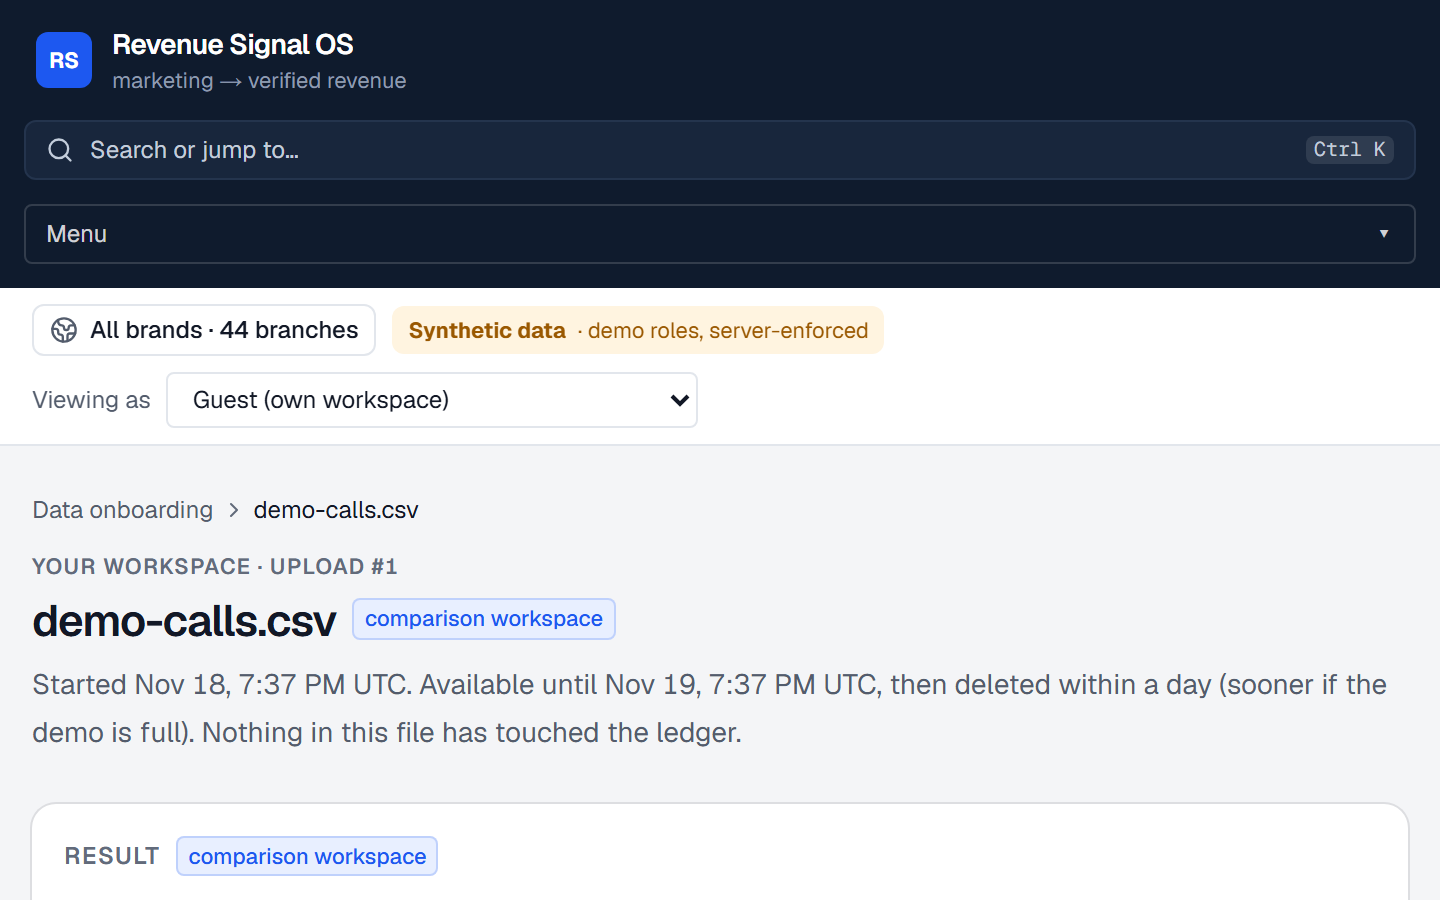 RS
Revenue Signal OS
marketing → verified revenue
Search or jump to...
Ctrl K
Menu
All brands · 44 branches
Synthetic data · demo roles, server-enforced
Viewing as
Guest (own workspace)
Data onboarding > demo-calls.csv
YOUR WORKSPACE · UPLOAD #1
demo-calls.csv comparison workspace
Started Nov 18, 7:37 PM UTC. Available until Nov 19, 7:37 PM UTC, then deleted within a day (sooner if the
demo is full). Nothing in this file has touched the ledger.
RESULT comparison workspace